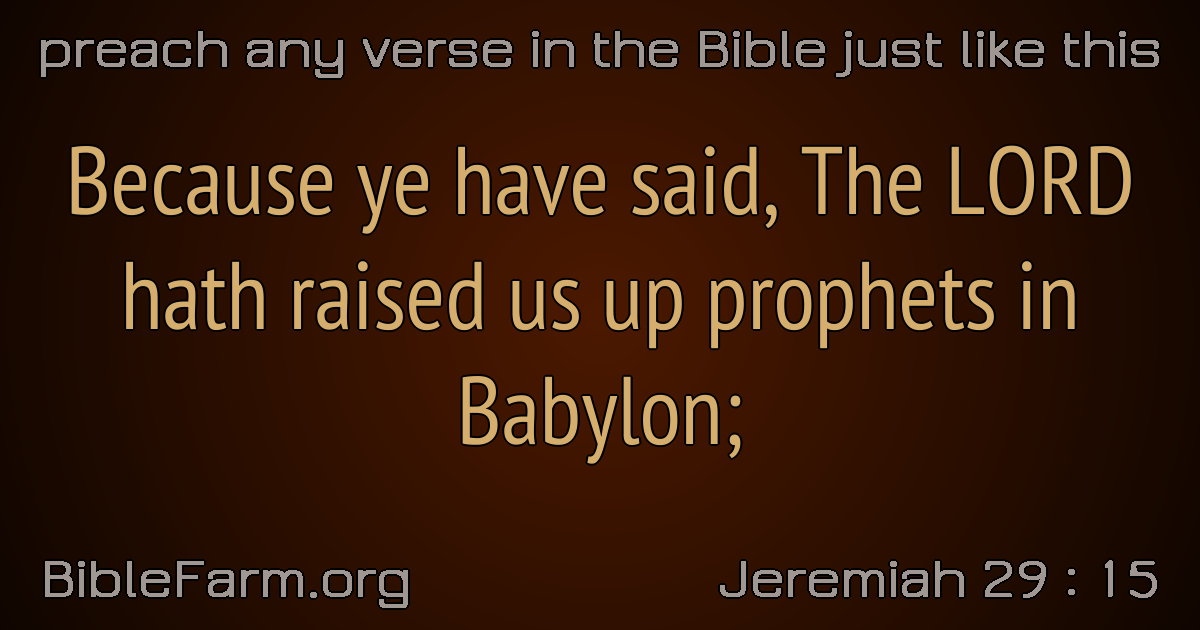 preach any verse in the Bible just like this
Because ye have said, The LORD
hath raised us up prophets in
Babylon;
BibleFarm.org
Jeremiah 29 : 15